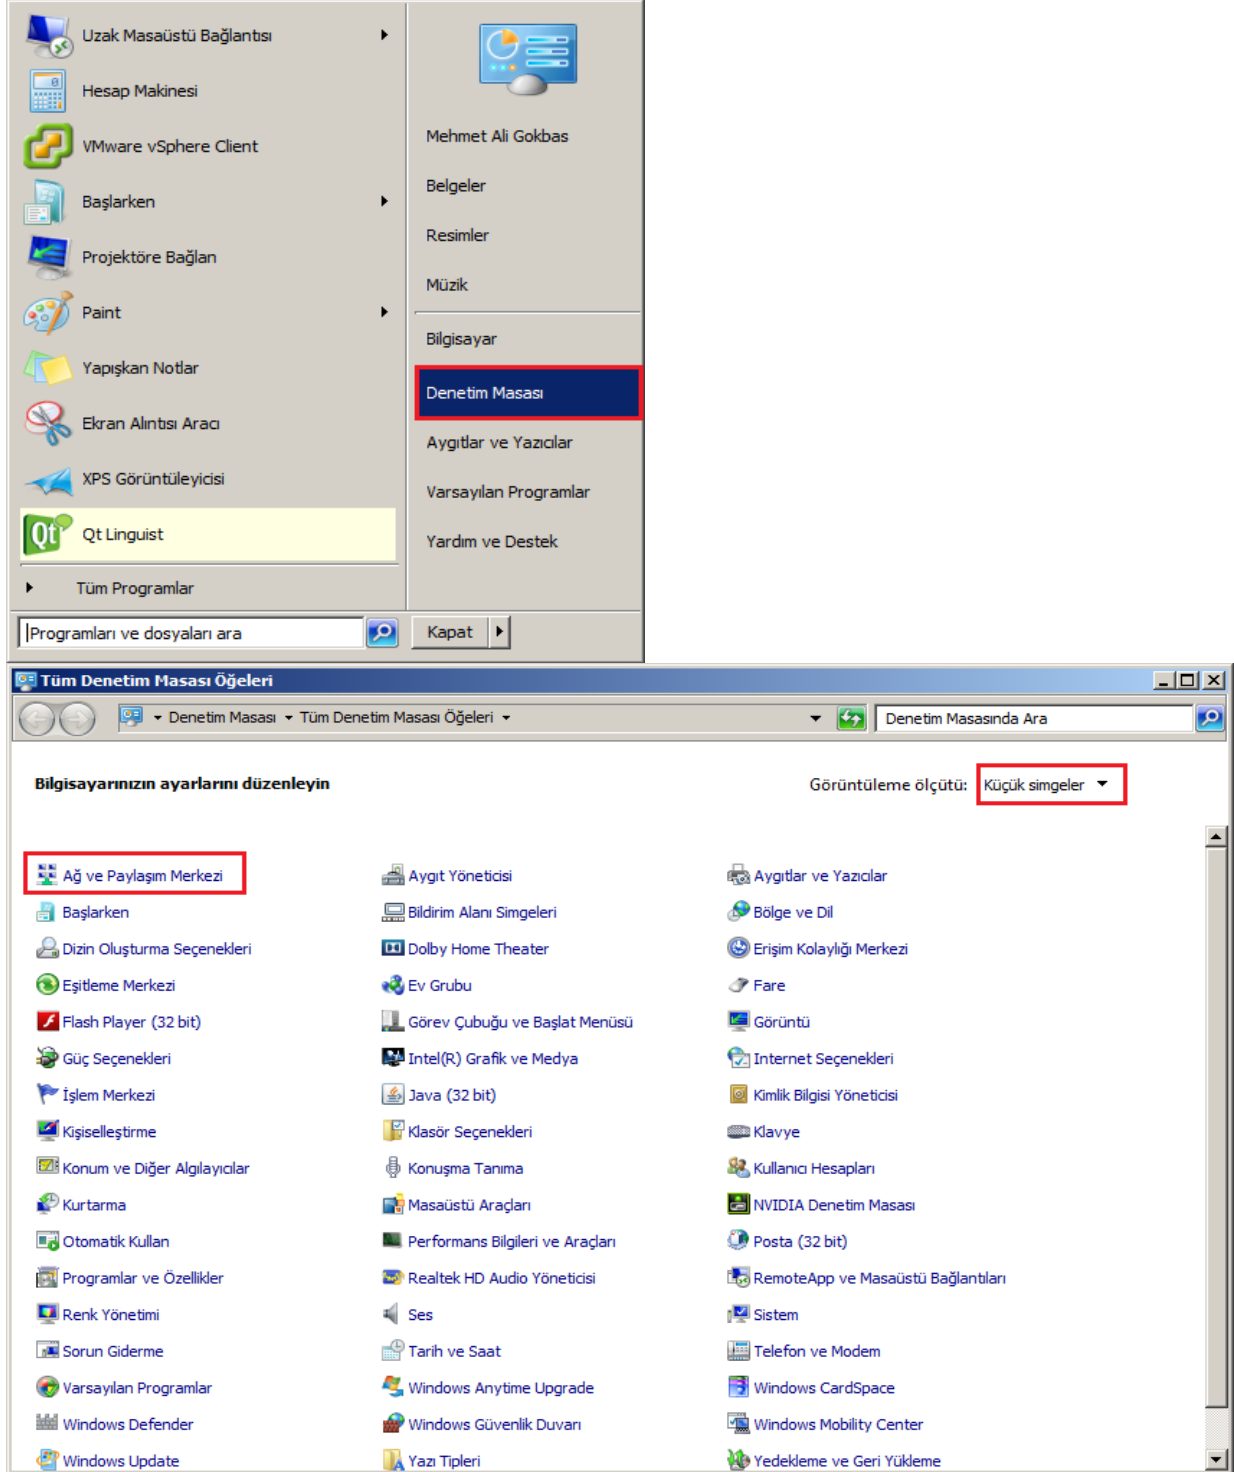 Uzak Masaüstü Bağlantısı
Hesap Makinesi
VMware vSphere Client
Başlarken
Projektöre Bağlan
Paint
Yapışkan Notlar
Ekran Alıntısı Aracı
XPS Görüntüleyicisi
Qt Linguist
Tüm Programlar
Programları ve dosyaları ara
Mehmet Ali Gokbas
Belgeler
Resimler
Müzik
Bilgisayar
Denetim Masası
Aygıtlar ve Yazıcılar
Varsayılan Programlar
Yardım ve Destek
Kapat
Tüm Denetim Masası Öğeleri
Denetim Masası Tüm Denetim Masası Öğeleri
Denetim Masasında Ara
Bilgisayarınızın ayarlarını düzenleyin
Görüntüleme ölçütü: Küçük simgeler
Ağ ve Paylaşım Merkezi Aygıt Yöneticisi Aygıtlar ve Yazıcılar
Başlarken Bildirim Alanı Simgeleri Bölge ve Dil
Dizin Oluşturma Seçenekleri Dolby Home Theater Erişim Kolaylığı Merkezi
Eşitleme Merkezi Ev Grubu Fare
Flash Player (32 bit) Görev Çubuğu ve Başlat Menüsü Görüntü
Güç Seçenekleri Intel(R) Grafik ve Medya Internet Seçenekleri
İşlem Merkezi Java (32 bit) Kimlik Bilgisi Yöneticisi
Kişiselleştirme Klasör Seçenekleri Klavye
Konum ve Diğer Algılayıcılar Konuşma Tanıma Kullanıcı Hesapları
Kurtarma Masaüstü Araçları NVIDIA Denetim Masası
Otomatik Kullan Performans Bilgileri ve Araçları Posta (32 bit)
Programlar ve Özellikler Realtek HD Audio Yöneticisi RemoteApp ve Masaüstü Bağlantıları
Renk Yönetimi Ses Sistem
Sorun Giderme Tarih ve Saat Telefon ve Modem
Varsayılan Programlar Windows Anytime Upgrade Windows CardSpace
Windows Defender Windows Güvenlik Duvarı Windows Mobility Center
Windows Update Yazı Tipleri Yedekleme ve Geri Yükleme